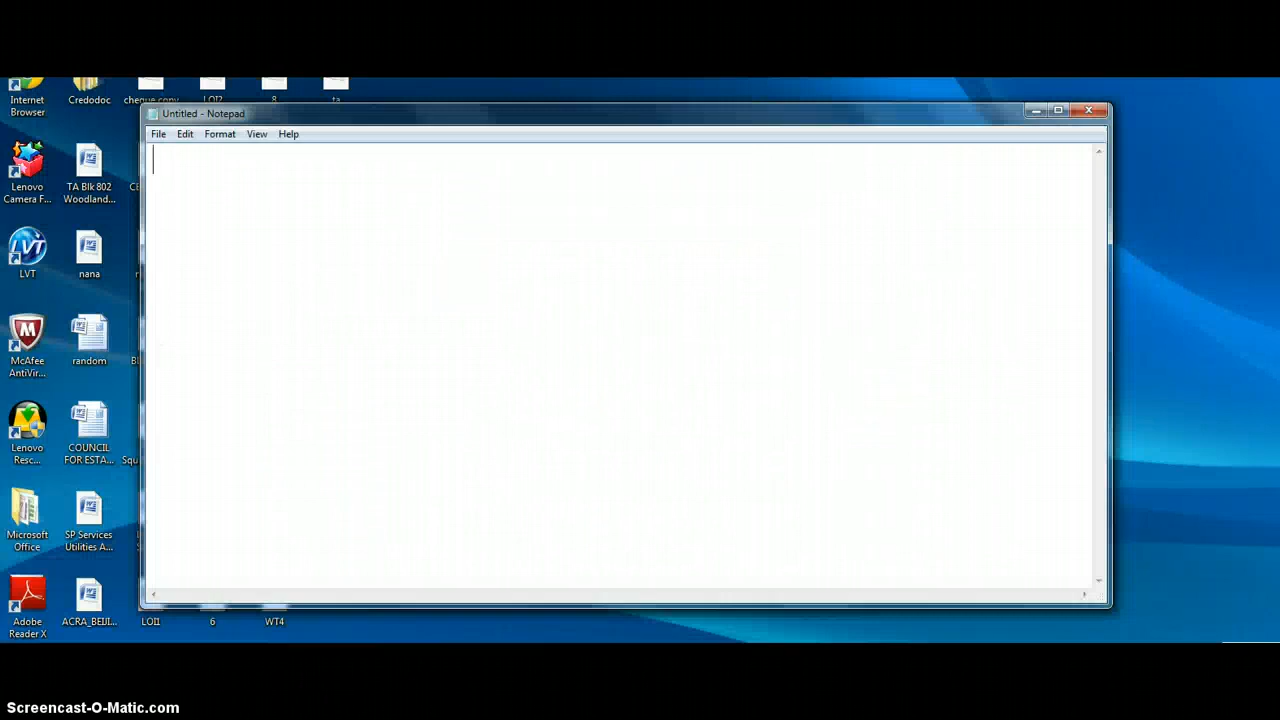 Internet
Browser
Credodoc
cheque copy
LOI2
8
ta
Untitled - Notepad
File Edit Format View Help
Lenovo
Camera F...
TA Blk 802
Woodland...
LVT
LVT
nana
McAfee
AntiVir...
random
Lenovo
Resc...
COUNCIL
FOR ESTA...
Squ
Microsoft
Office
SP Services
Utilities A...
Adobe
Reader X
ACRA_BEIJI...
LOI1
6
WT4
Screencast-O-Matic.com